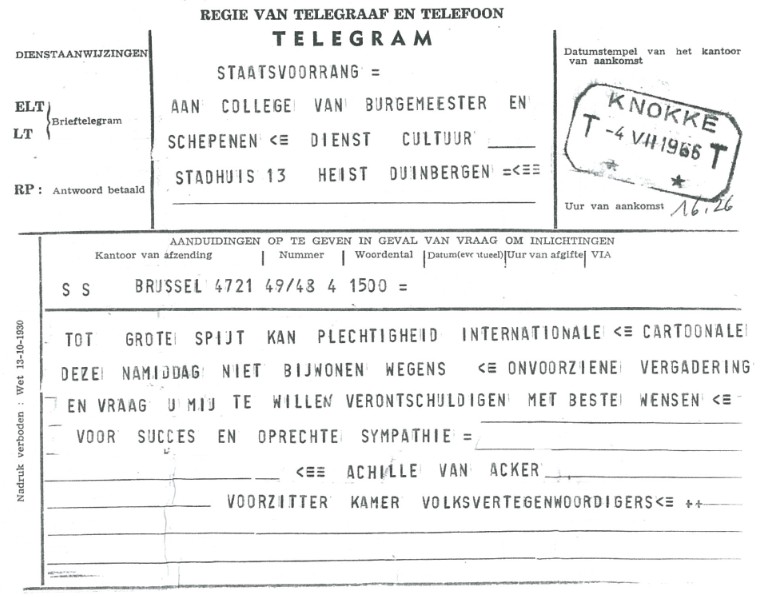 REGIE VAN TELEGRAAF EN TELEFOON
TELEGRAM
DIENSTAANWIJZINGEN
ELT
LT
Brieftelegram
RP : Antwoord betaald
STAATSVOORRANG =
AAN COLLEGE VAN BURGEMEESTER EN
SCHEPENEN <≡ DIENST CULTUUR
STADHUIS 13 HEIST DUINBERGEN =<≡≡
Datumstempel van het kantoor
van aankomst
KNOKKE
T -4 VII 1966 T
Uur van aankomst 16.26
AANDUIDINGEN OP TE GEVEN IN GEVAL VAN VRAAG OM INLICHTINGEN
Kantoor van afzending | Nummer | Woordental | Datum(eventueel) | Uur van afgifte | VIA
S S BRUSSEL 4721 49/48 4 1500 =
TOT GROTE SPIJT KAN PLECHTIGHEID INTERNATIONALE <≡ CARTOONALE
DEZE NAMIDDAG NIET BIJWONEN WEGENS <≡ ONVOORZIENE VERGADERING
EN VRAAG U MIJ TE WILLEN VERONTSCHULDIGEN MET BESTE WENSEN <≡
VOOR SUCCES EN OPRECHTE SYMPATHIE =
<≡≡ ACHILLE VAN ACKER
VOORZITTER KAMER VOLKSVERTEGENWOORDIGERS<≡ ++
Nadruk verboden : Wet 13-10-1930